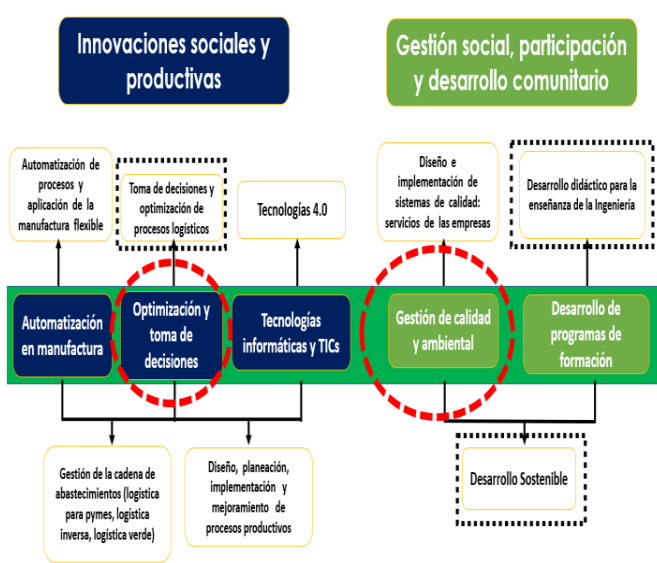 Innovaciones sociales y
productivas
Gestión social, participación
y desarrollo comunitario
Automatización de
procesos y
aplicación de la
manufactura flexible
Toma de decisiones y
optimización de
procesos logísticos
Tecnologías 4.0
Diseño e
implementación de
sistemas de calidad:
servicios de las empresas
Desarrollo didáctico para la
enseñanza de la Ingeniería
Automatización
en manufactura
Optimización y
toma de
decisiones
Tecnologías
informáticas y TICs
Gestión de calidad
y ambiental
Desarrollo de
programas de
formación
Gestión de la cadena de
abastecimientos (logística
para pymes, logística
inversa, logística verde)
Diseño, planeación,
implementación y
mejoramiento de
procesos productivos
Desarrollo Sostenible